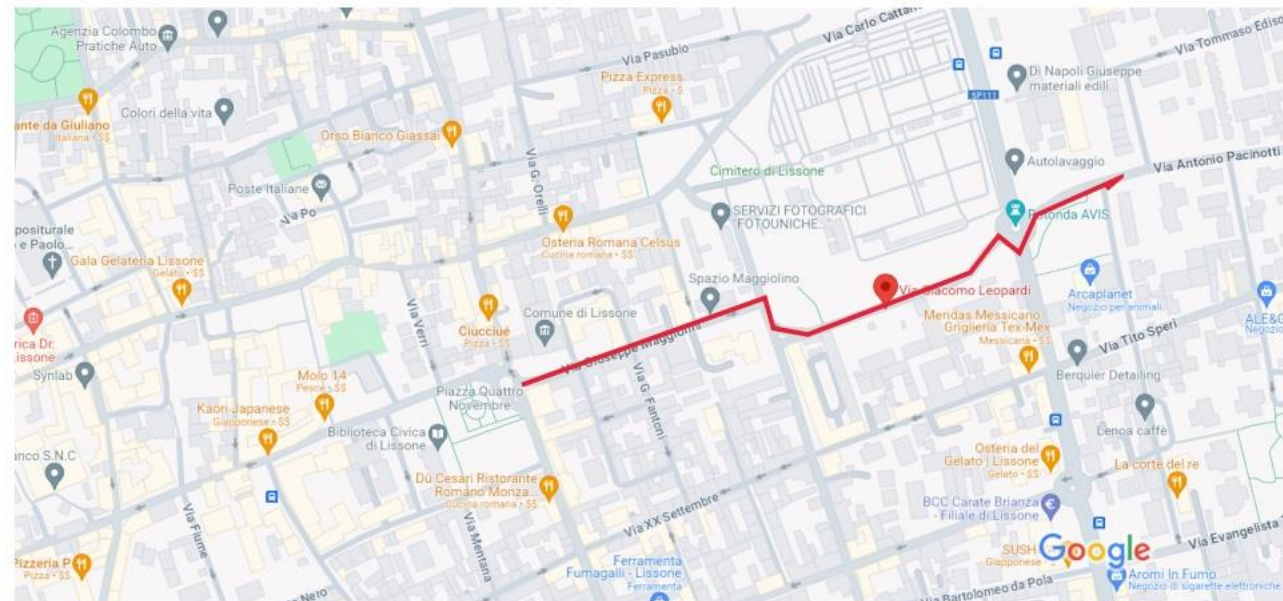 Agenzia Colombo
Pratiche Auto
Via Pasubio
Via Carlo Cattan
Via Tommaso Ediso
Pizza Express
Pizza • $
Di Napoli Giuseppe
materiali edili
SP111
ante da Giuliano
Italiana • $$
Colori della vita
Orso Bianco Giassai
Via G. Orelli
Autolavaggio
Via Antonio Pacinotti
Cimitero di Lissone
Poste Italiane
Via Po
SERVIZI FOTOGRAFICI
FOTOUNICHE...
Rotonda AVIS
positurale
e Paolo...
Gala Gelateria Lissone
Gelato • $$
Osteria Romana Celsus
Cucina romana • $$
Spazio Maggiolino
Via Giacomo Leopardi
Arcaplanet
Negozio per animali
ALE&G
Negozio
rica Dr.
issone
Via Verri
Ciucciué
Pizza • $$
Comune di Lissone
Via Giuseppe Maggiolini
Meridas Messicano
Griglieria Tex-Mex
Messicana • $$
Via Tito Speri
Synlab
Molo 14
Pesce • $$
Piazza Quattro
Novembre
Via G. Fantoni
Berquier Detailing
Kaori Japanese
Giapponese • $$
Biblioteca Civica
di Lissone
Lenoa caffè
anco S.N.C
Du Cesari Ristorante
Romano Monza...
Cucina romana • $$
Osteria del
Gelato | Lissone
Gelato • $$
La corte del re
Via Fiume
Via Mentana
Via XX Settembre
BCC Carate Brianza
- Filiale di Lissone
Via Evangelista
Pizzeria P
Pizza • $$
Nero
Ferramenta
Fumagalli - Lissone
Ferramenta
SUSH
Giapponese • $$
Google
Via Bartolomeo da Pola
Aromi In Fumo
Negozio di sigarette elettroniche